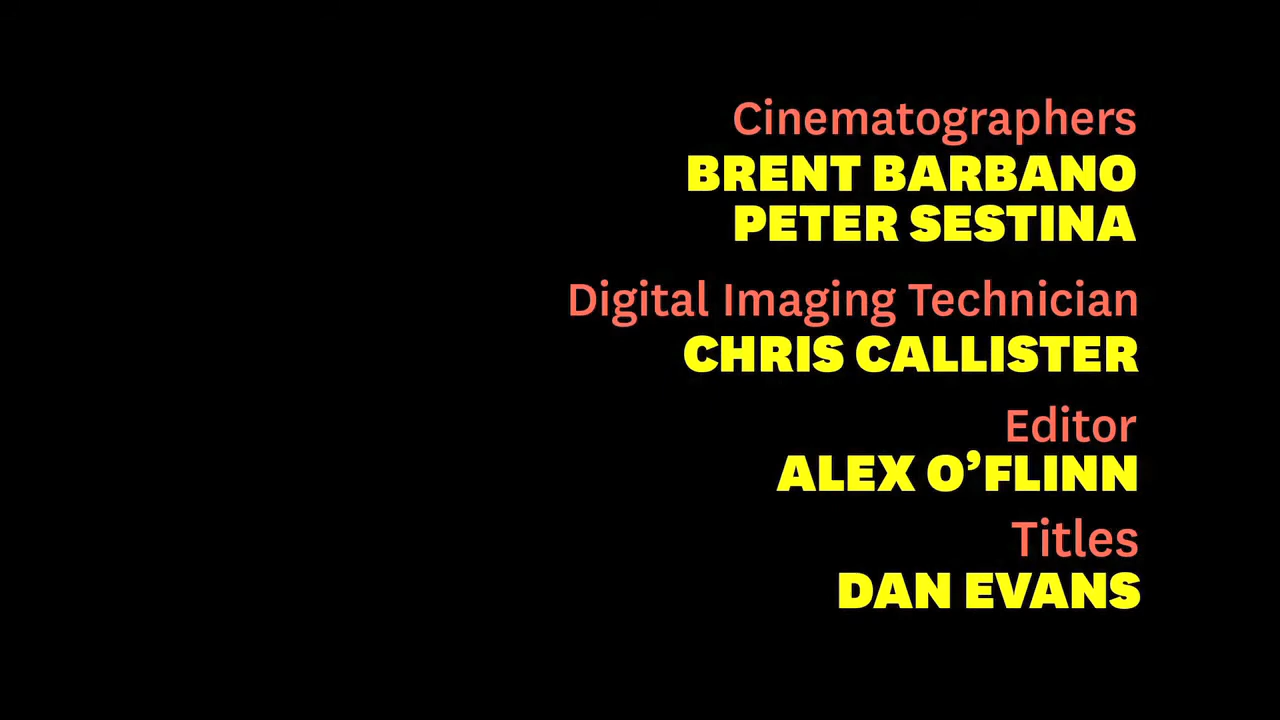 Cinematographers
BRENT BARBANO
PETER SESTINA
Digital Imaging Technician
CHRIS CALLISTER
Editor
ALEX O’FLINN
Titles
DAN EVANS